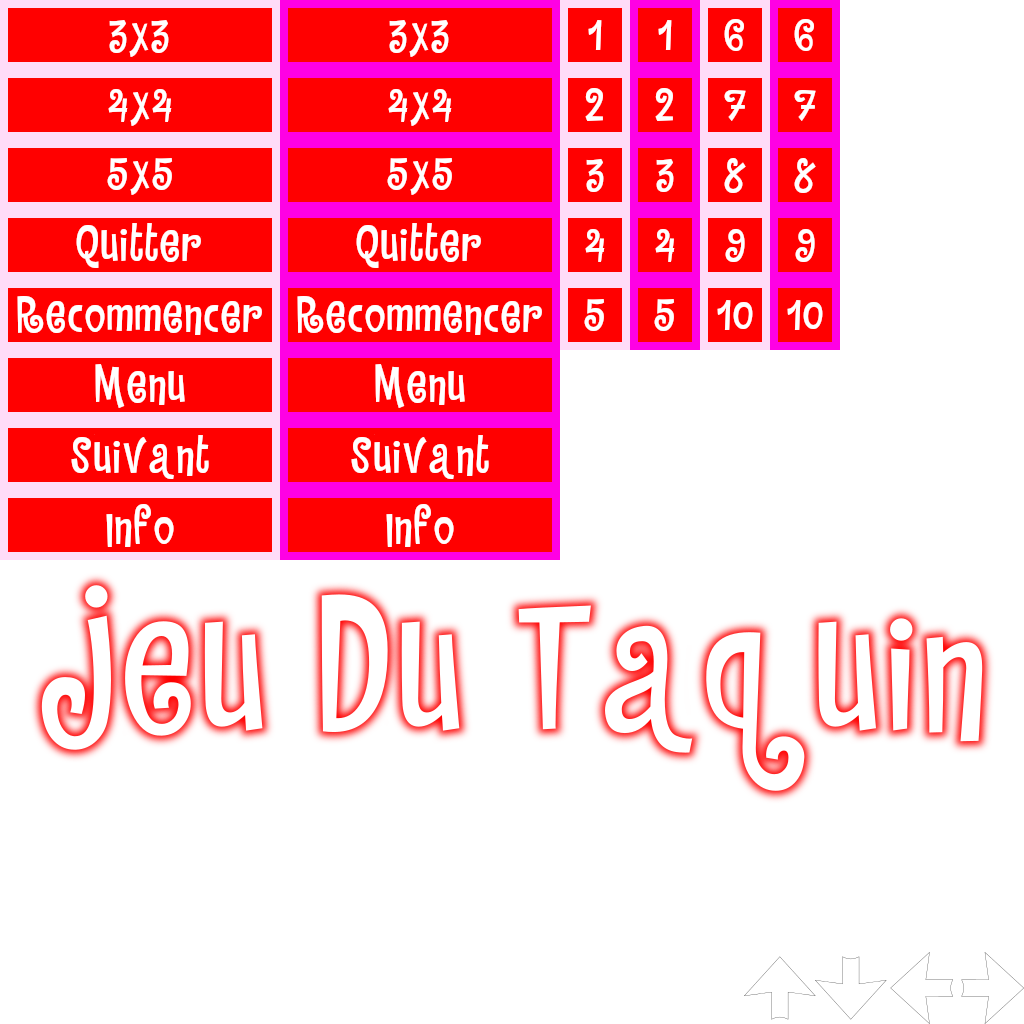 3x3 3x3 1 1 6 6
4x4 4x4 2 2 7 7
5x5 5x5 3 3 8 8
Quitter Quitter 4 4 9 9
Recommencer Recommencer 5 5 10 10
Menu Menu
Suivant Suivant
Info Info
Jeu Du Taquin